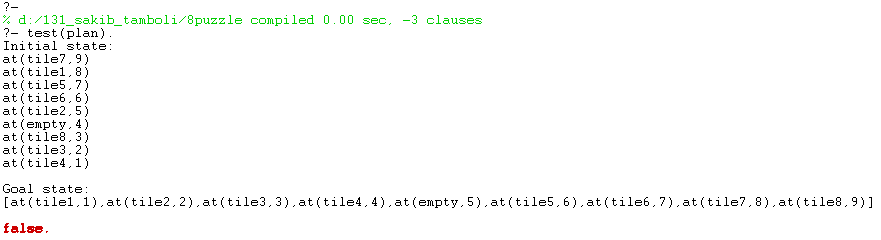 ?-
% d:/131_sakib_tamboli/8puzzle compiled 0.00 sec, -3 clauses
?- test(plan).
Initial state:
at(tile7,9)
at(tile1,8)
at(tile5,7)
at(tile6,6)
at(tile2,5)
at(empty,4)
at(tile8,3)
at(tile3,2)
at(tile4,1)
Goal state:
[at(tile1,1),at(tile2,2),at(tile3,3),at(tile4,4),at(empty,5),at(tile5,6),at(tile6,7),at(tile7,8),at(tile8,9)]
false.